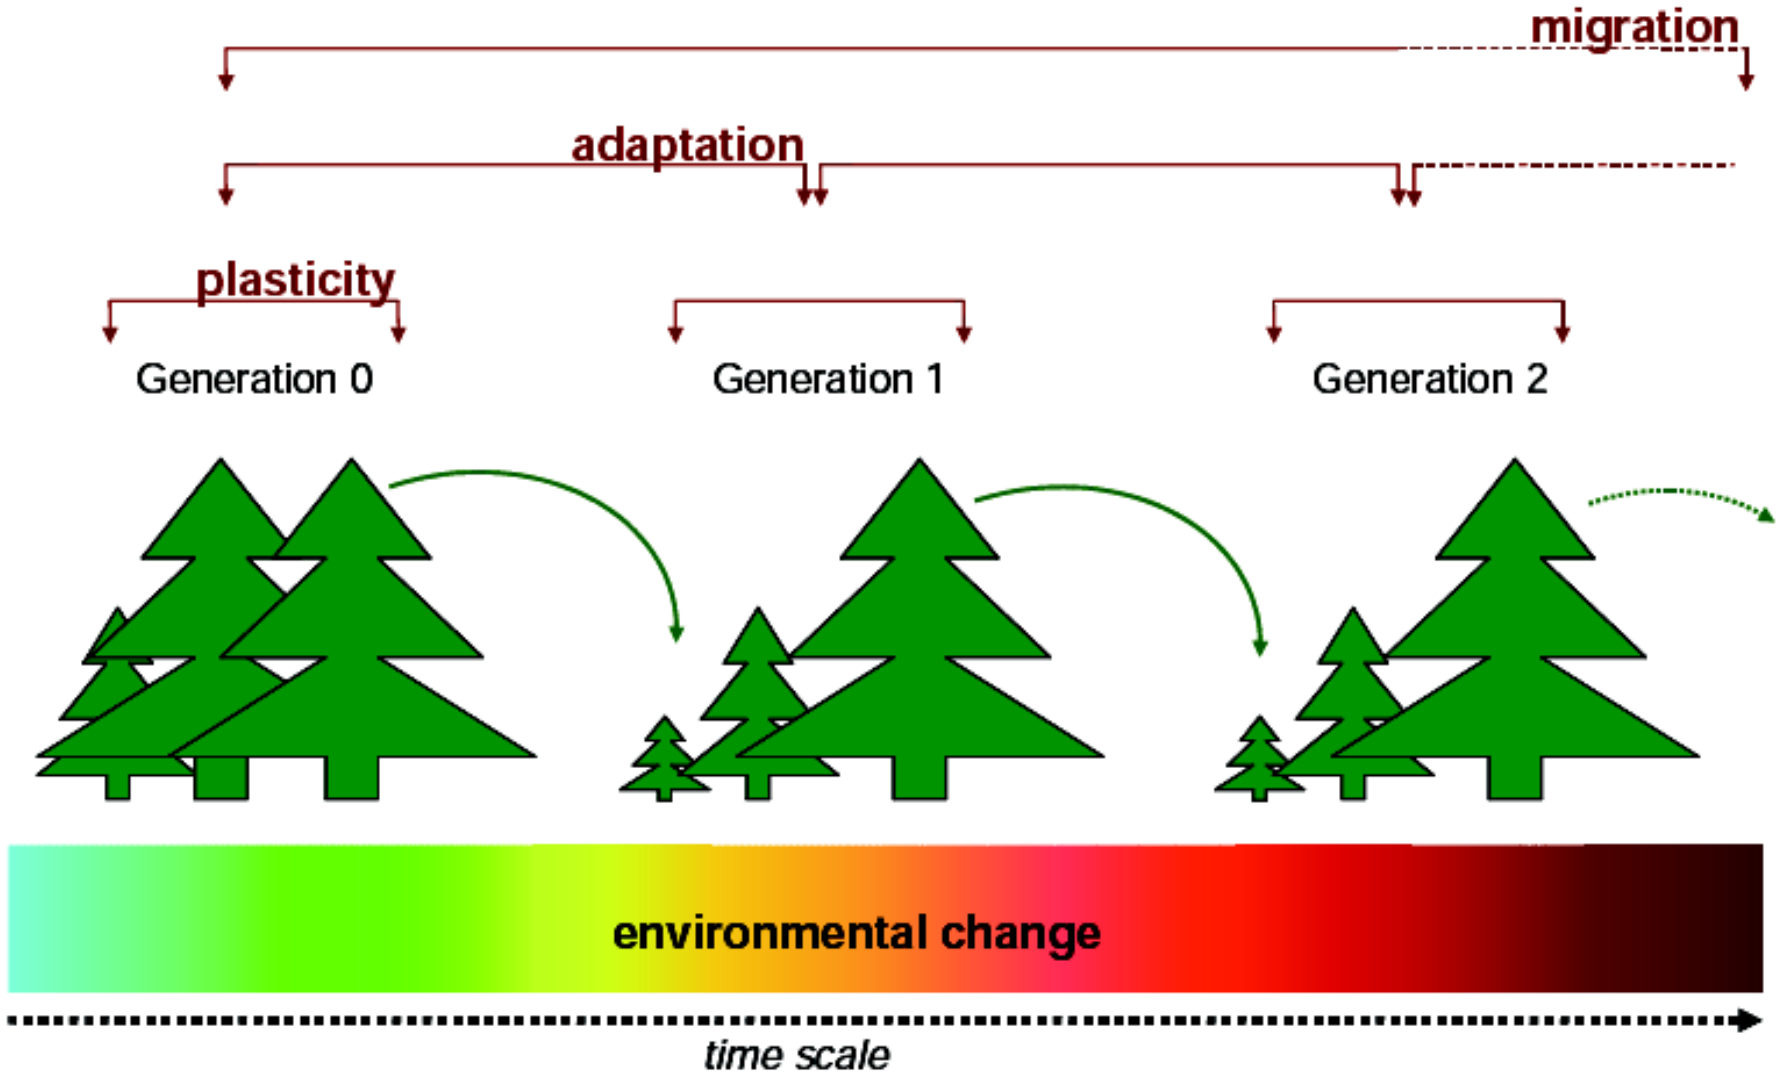 migration
adaptation
plasticity
Generation 0
Generation 1
Generation 2
environmental change
time scale